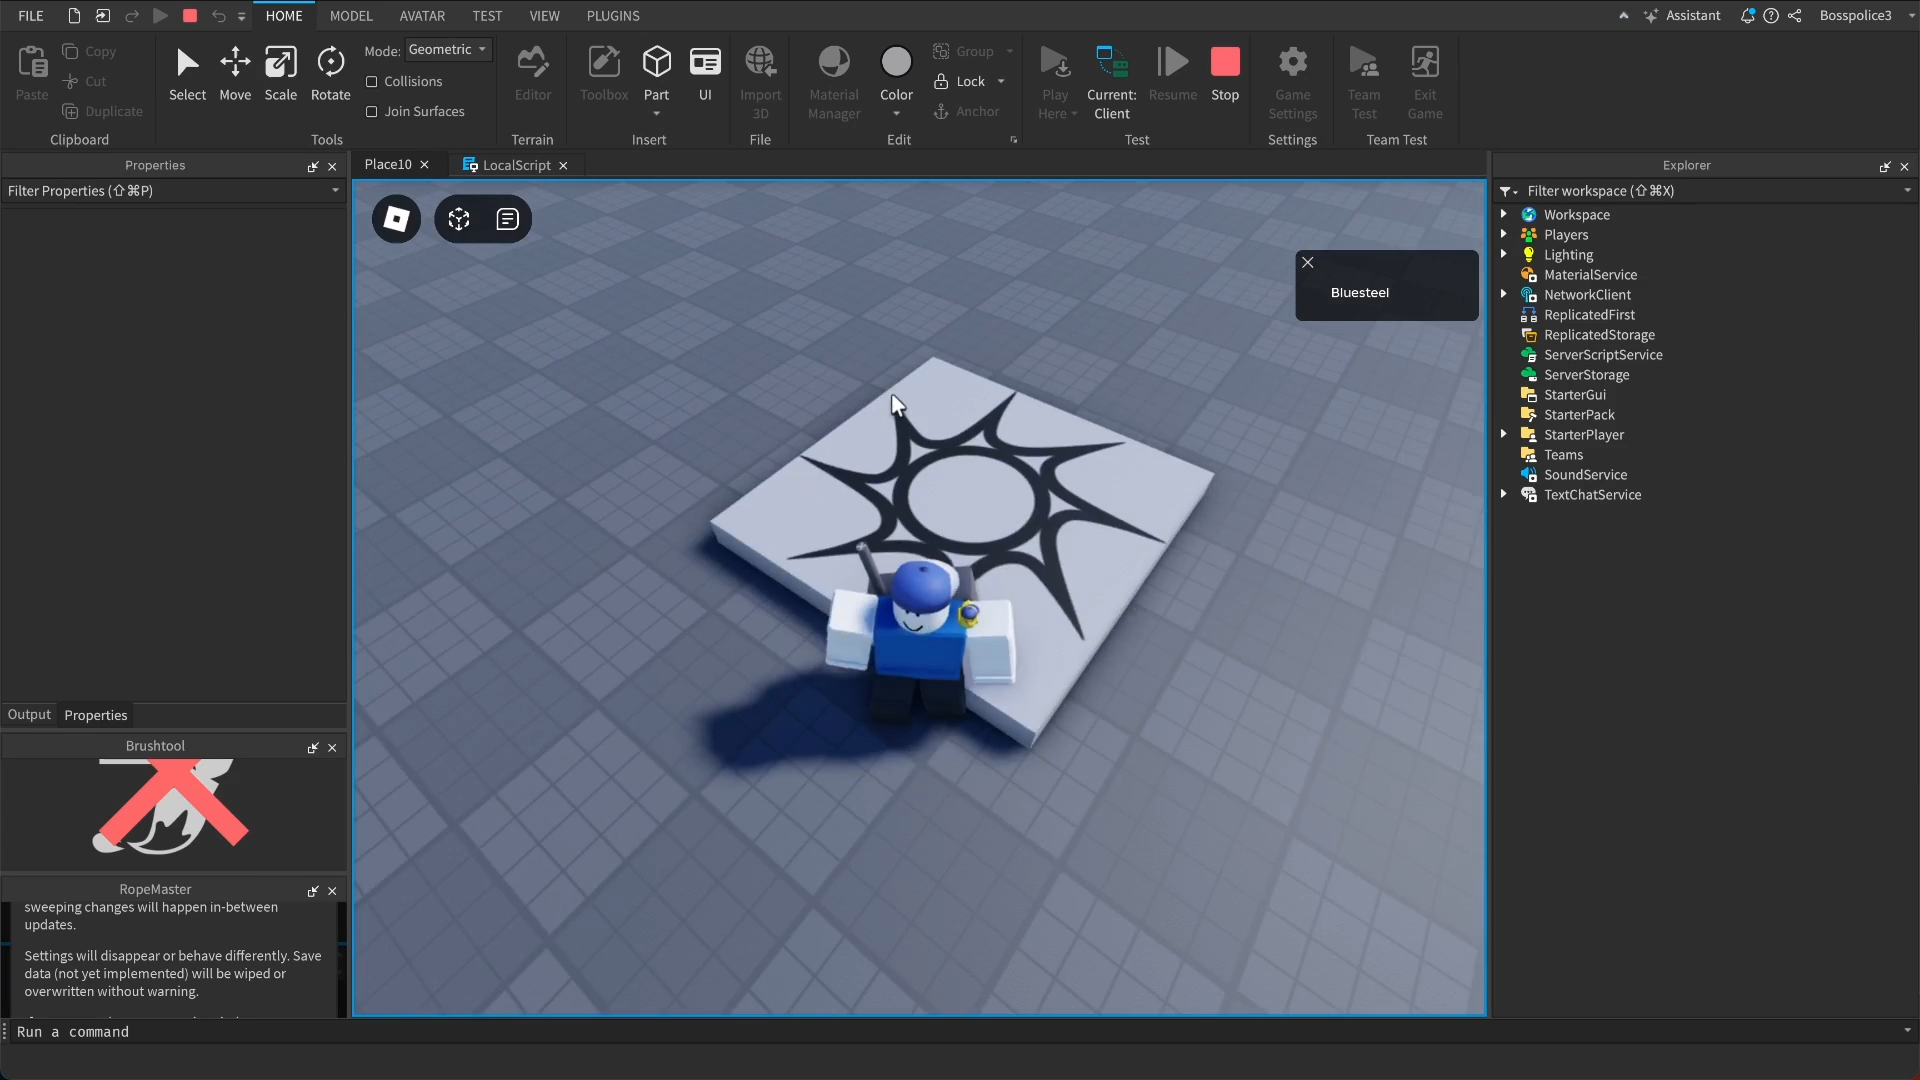 FILE HOME MODEL AVATAR TEST VIEW PLUGINS Assistant Bosspolice3
Paste Copy Cut Duplicate Clipboard
Select Move Scale Rotate Mode: Geometric Collisions Join Surfaces Tools
Editor Terrain
Toolbox Part UI Insert
Import 3D File
Material Manager Color Group Lock Anchor Edit
Play Here Current: Client Resume Stop Test
Game Settings Settings
Team Test Exit Game Team Test
Properties
Filter Properties (⇧⌘P)
Output Properties
Brushtool
RopeMaster
sweeping changes will happen in-between
updates.
Settings will disappear or behave differently. Save
data (not yet implemented) will be wiped or
overwritten without warning.
Place10 LocalScript
Bluesteel
Explorer
Filter workspace (⇧⌘X)
Workspace
Players
Lighting
MaterialService
NetworkClient
ReplicatedFirst
ReplicatedStorage
ServerScriptService
ServerStorage
StarterGui
StarterPack
StarterPlayer
Teams
SoundService
TextChatService
Run a command